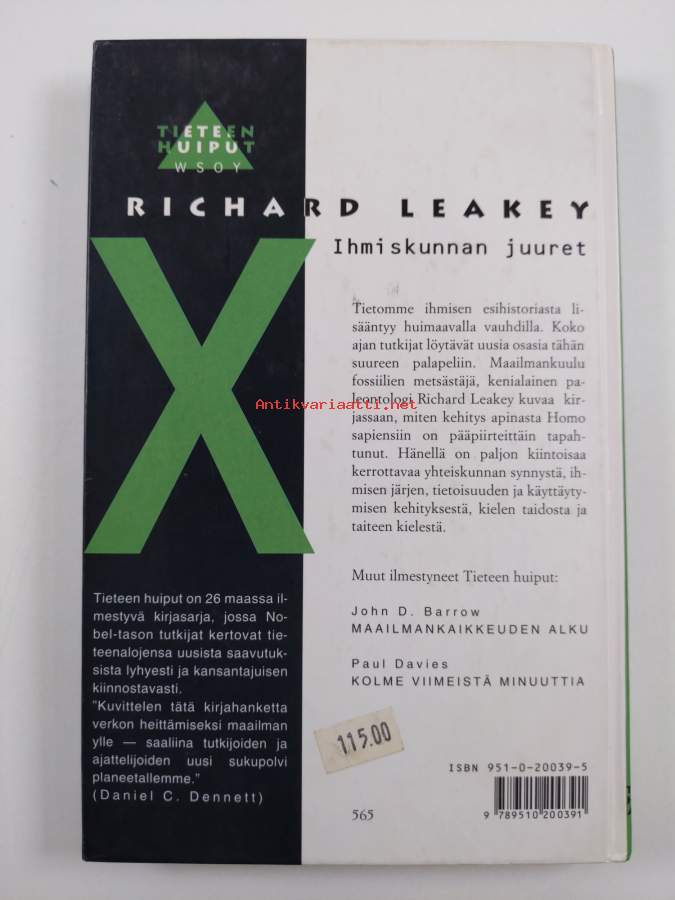 TIETEEN
HUIPUT
WSOY
RICHARD LEAKEY
X
Ihmiskunnan juuret
Tietomme ihmisen esihistoriasta li-
sääntyy huimaavalla vauhdilla. Koko
ajan tutkijat löytävät uusia osasia tähän
suureen palapeliin. Maailmankuulu
fossiilien metsästäjä, kenialainen pa-
leontologi Richard Leakey kuvaa kir-
jassaan, miten kehitys apinasta Homo
sapiensiin on pääpiirteittäin tapah-
tunut. Hänellä on paljon kiintoisaa
kerrottavaa yhteiskunnan synnystä, ih-
misen järjen, tietoisuuden ja käyttäyty-
misen kehityksestä, kielen taidosta ja
taiteen kielestä.
Antikvariaatti.net
Muut ilmestyneet Tieteen huiput:
John D. Barrow
MAAILMANKAIKKEUDEN ALKU
Paul Davies
KOLME VIIMEISTÄ MINUUTTIA
Tieteen huiput on 26 maassa il-
mestyvä kirjasarja, jossa No-
bel-tason tutkijat kertovat tie-
teenalojensa uusista saavutuk-
sista lyhyesti ja kansantajuisen
kiinnostavasti.
"Kuvittelen tätä kirjahanketta
verkon heittämiseksi maailman
ylle — saaliina tutkijoiden ja
ajattelijoiden uusi sukupolvi
planeetallemme."
(Daniel C. Dennett)
115.00
565
ISBN 951-0-20039-5
9 789510 200391